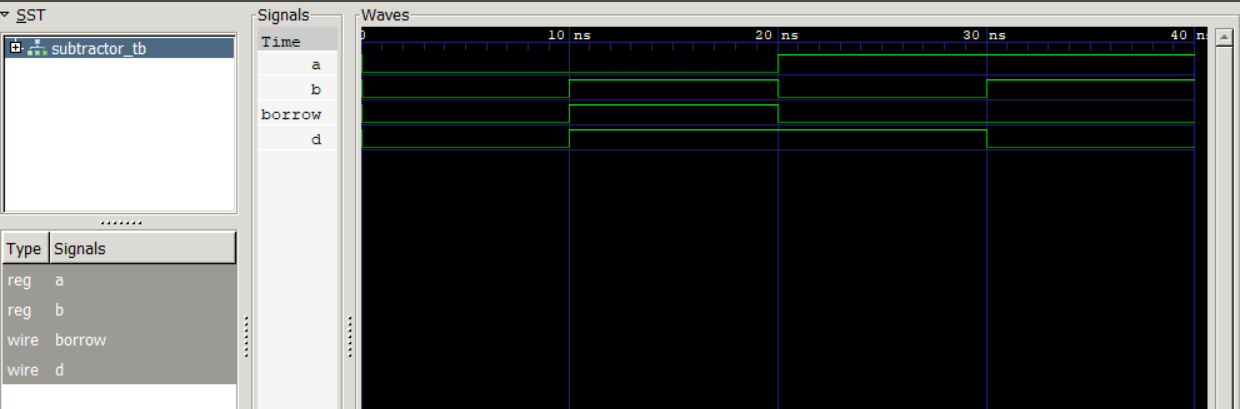 SST
subtractor_tb
Type Signals
reg a
reg b
wire borrow
wire d
Signals
Time
a
b
borrow
d
Waves
0 10 ns 20 ns 30 ns 40 ns